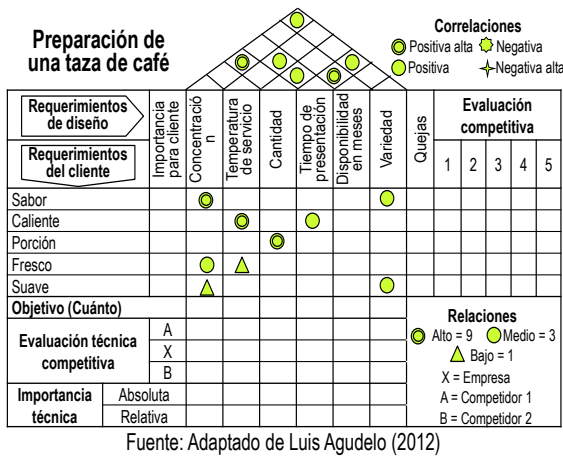 Preparación de
una taza de café
Correlaciones
Positiva alta Negativa
Positiva Negativa alta
Requerimientos
de diseño
Requerimientos
del cliente
Importancia
para cliente
Concentració
n
Temperatura
de servicio
Cantidad
Tiempo de
presentación
Disponibilidad
en meses
Variedad
Quejas
Evaluación
competitiva
1 2 3 4 5
Sabor
Caliente
Porción
Fresco
Suave
Objetivo (Cuánto)
Evaluación técnica
competitiva
A
X
B
Importancia
técnica
Absoluta
Relativa
Relaciones
Alto = 9 Medio = 3
Bajo = 1
X = Empresa
A = Competidor 1
B = Competidor 2
Fuente: Adaptado de Luis Agudelo (2012)